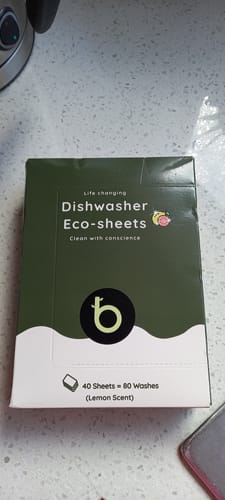 Life changing
Dishwasher
Eco-sheets
Clean with conscience
b
40 Sheets = 80 Washes
(Lemon Scent)